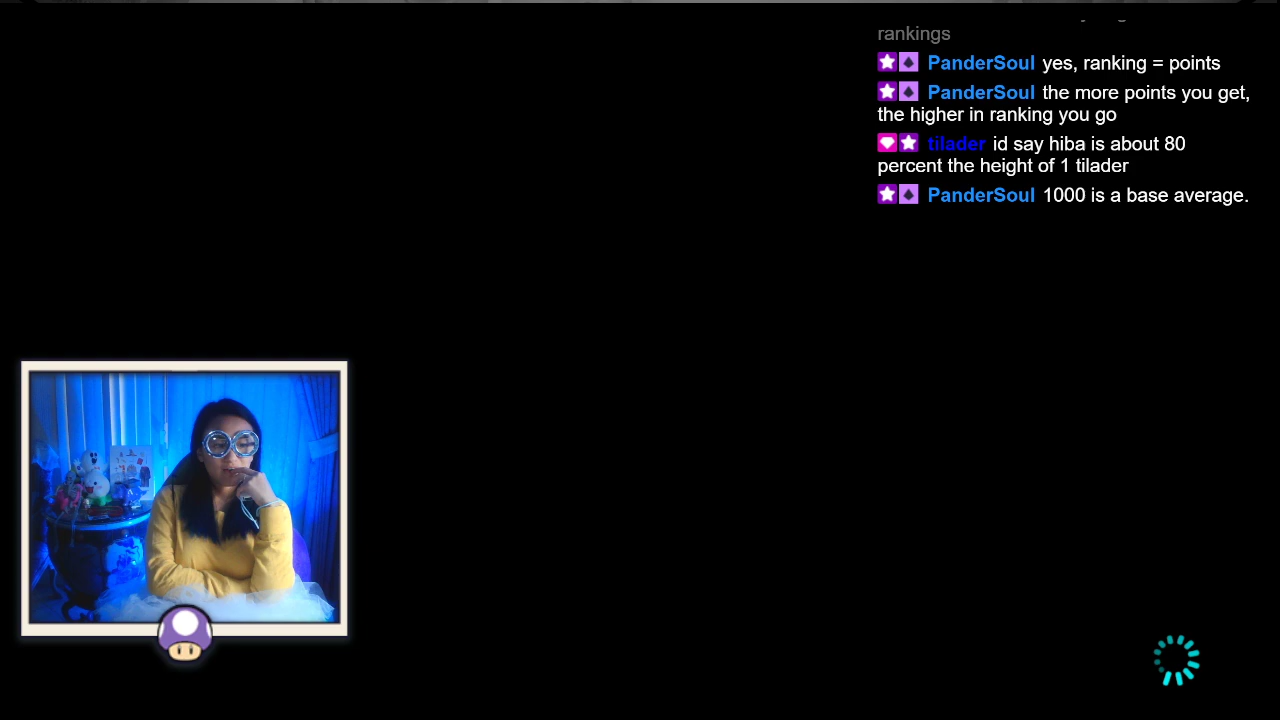 rankings
PanderSoul yes, ranking = points
PanderSoul the more points you get,
the higher in ranking you go
tilader id say hiba is about 80
percent the height of 1 tilader
PanderSoul 1000 is a base average.